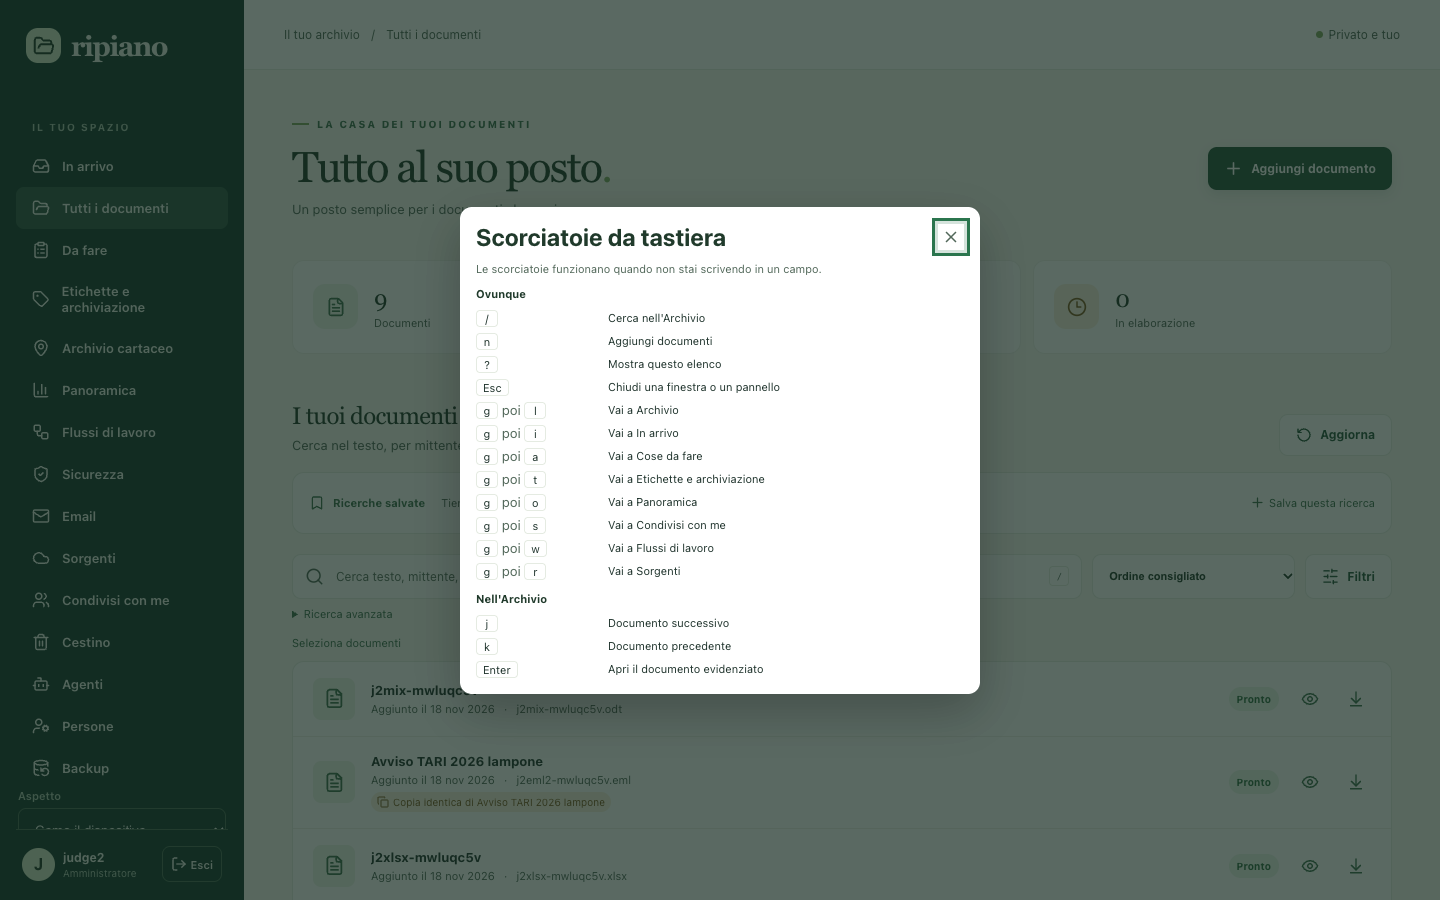 ripiano
Il tuo archivio / Tutti i documenti
Privato e tuo
IL TUO SPAZIO
In arrivo
Tutti i documenti
Da fare
Etichette e
archiviazione
Archivio cartaceo
Panoramica
Flussi di lavoro
Sicurezza
Email
Sorgenti
Condivisi con me
Cestino
Agenti
Persone
Backup
Aspetto
Come il dispositivo
J
judge2
Amministratore
Esci
LA CASA DEI TUOI DOCUMENTI
Tutto al suo posto.
Aggiungi documento
Un posto semplice per i
9
Documenti
0
In elaborazione
I tuoi documenti
Cerca nel testo, per mittente
Aggiorna
Ricerche salvate
Salva questa ricerca
Cerca testo, mittente,
/
Ordine consigliato
Filtri
Ricerca avanzata
Seleziona documenti
j2mix-mwluqc5v
Aggiunto il 18 nov 2026 · j2mix-mwluqc5v.odt
Pronto
Avviso TARI 2026 lampone
Aggiunto il 18 nov 2026 · j2eml2-mwluqc5v.eml
Copia identica di Avviso TARI 2026 lampone
Pronto
j2xlsx-mwluqc5v
Aggiunto il 18 nov 2026 · j2xlsx-mwluqc5v.xlsx
Pronto
Scorciatoie da tastiera
Le scorciatoie funzionano quando non stai scrivendo in un campo.
Ovunque
/ Cerca nell'Archivio
n Aggiungi documenti
? Mostra questo elenco
Esc Chiudi una finestra o un pannello
g poi l Vai a Archivio
g poi i Vai a In arrivo
g poi a Vai a Cose da fare
g poi t Vai a Etichette e archiviazione
g poi o Vai a Panoramica
g poi s Vai a Condivisi con me
g poi w Vai a Flussi di lavoro
g poi r Vai a Sorgenti
Nell'Archivio
j Documento successivo
k Documento precedente
Enter Apri il documento evidenziato